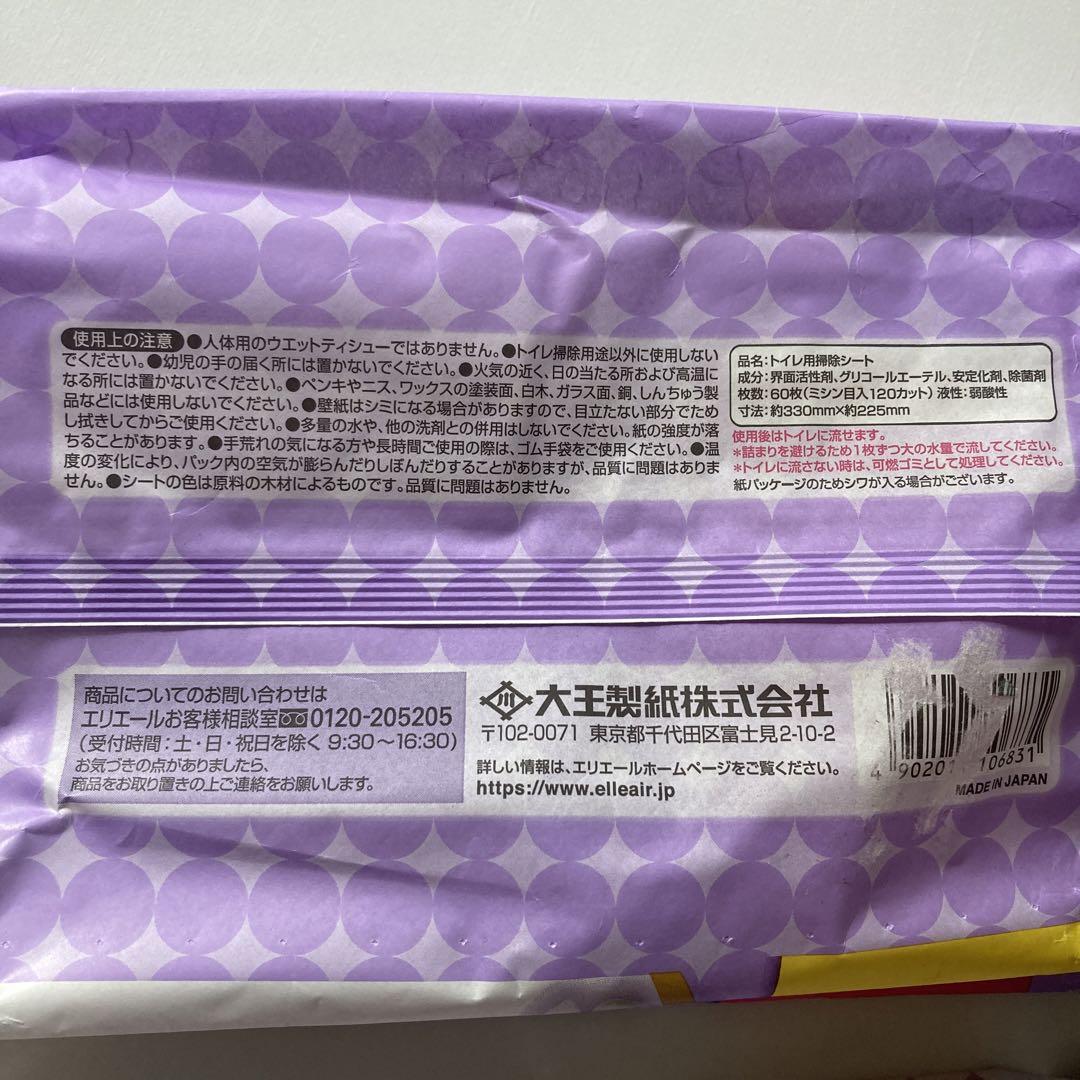 使用上の注意 ●人体用のウエットティシューではありません。●トイレ掃除用途以外に使用しない
でください。●幼児の手の届く所には置かないでください。●火気の近く、日の当たる所および高温に
なる所には置かないでください。●ペンキやニス、ワックスの塗装面、白木、ガラス面、銅、しんちゅう製
品などには使用しないでください。●壁紙はシミになる場合がありますので、目立たない部分でため
し拭きしてからご使用ください。●多量の水や、他の洗剤との併用はしないでください。紙の強度が落
ちることがあります。●手荒れの気になる方や長時間ご使用の際は、ゴム手袋をご使用ください。●温
度の変化により、パック内の空気が膨らんだりしぼんだりすることがありますが、品質に問題はありま
せん。●シートの色は原料の木材によるものです。品質に問題はありません。
品名:トイレ用掃除シート
成分:界面活性剤、グリコールエーテル、安定化剤、除菌剤
枚数:60枚(ミシン目入120カット) 液性:弱酸性
寸法:約330mm×約225mm
使用後はトイレに流せます。
*詰まりを避けるため1枚ずつ大の水量で流してください。
*トイレに流さない時は、可燃ゴミとして処理してください。
紙パッケージのためシワが入る場合がございます。
商品についてのお問い合わせは
エリエールお客様相談室 0120-205205
(受付時間:土・日・祝日を除く 9:30～16:30)
お気づきの点がありましたら、
商品をお取り置きの上ご連絡をお願いします。
大王製紙株式会社
〒102-0071 東京都千代田区富士見2-10-2
詳しい情報は、エリエールホームページをご覧ください。
https://www.elleair.jp
4 90201 106831
MADE IN JAPAN